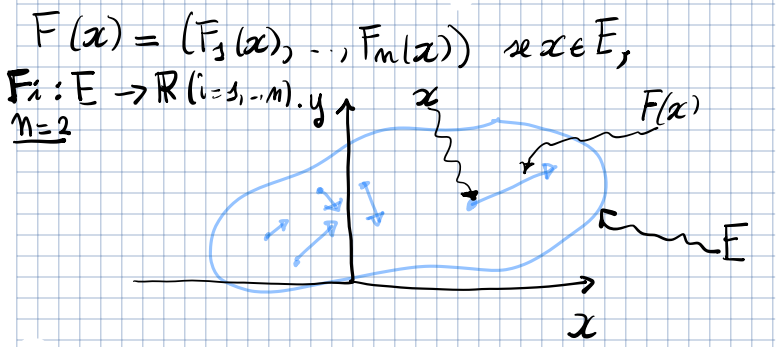 F(x) = (F₁(x), .., Fₙ(x)) se x ∈ E,
Fᵢ : E → ℝ (i=1,..,n).
n=2
y
x
F(x)
E
x